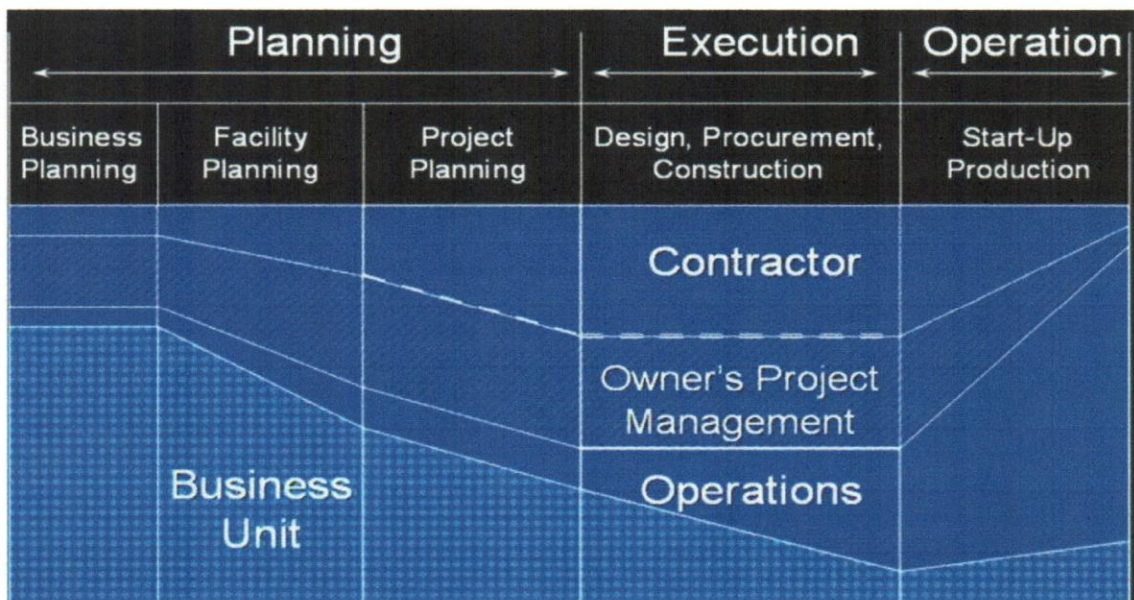 Planning
Execution
Operation
Business
Planning
Facility
Planning
Project
Planning
Design, Procurement,
Construction
Start-Up
Production
Contractor
Owner's Project
Management
Business
Unit
Operations